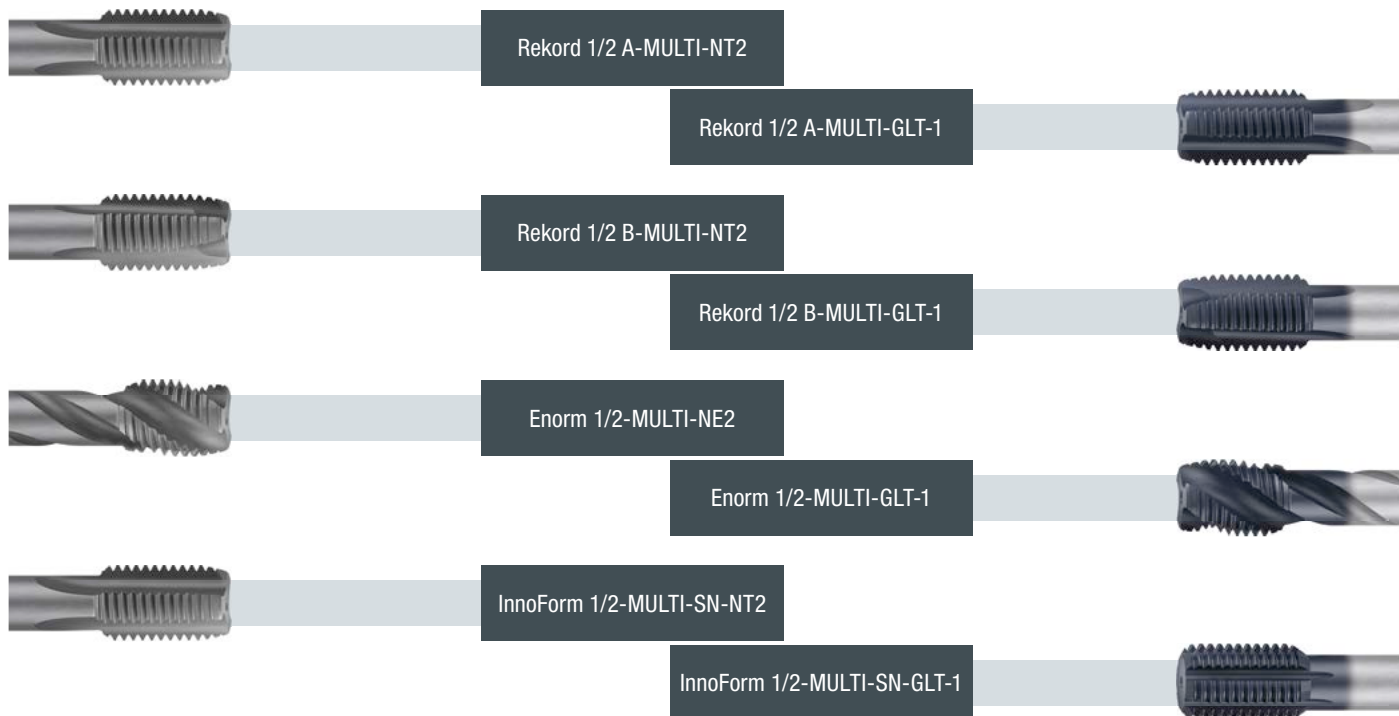 Rekord 1/2 A-MULTI-NT2
Rekord 1/2 A-MULTI-GLT-1
Rekord 1/2 B-MULTI-NT2
Rekord 1/2 B-MULTI-GLT-1
Enorm 1/2-MULTI-NE2
Enorm 1/2-MULTI-GLT-1
InnoForm 1/2-MULTI-SN-NT2
InnoForm 1/2-MULTI-SN-GLT-1